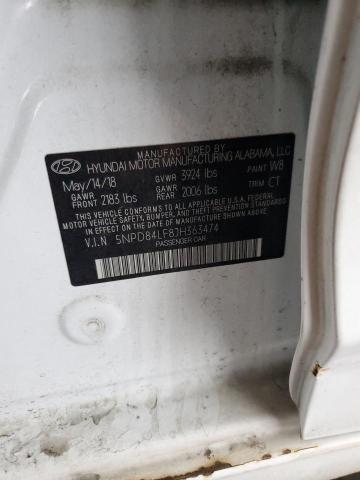 MANUFACTURED BY
HYUNDAI MOTOR MANUFACTURING ALABAMA, LLC
May/14/18 GVWR 3924 lbs PAINT W8
GAWR FRONT 2183 lbs GAWR REAR 2006 lbs TRIM CT
THIS VEHICLE CONFORMS TO ALL APPLICABLE U.S.A. FEDERAL
MOTOR VEHICLE SAFETY, BUMPER, AND THEFT PREVENTION STANDARDS
IN EFFECT ON THE DATE OF MANUFACTURE SHOWN ABOVE.
V.I.N 5NPD84LF8JH363474
PASSENGER CAR